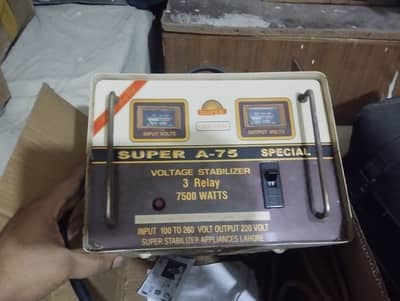 SUPER
INPUT VOLTS
OUTPUT VOLTS
SUPER A-75 SPECIAL
VOLTAGE STABILIZER
3 Relay
7500 WATTS
INPUT 100 TO 260 VOLT OUTPUT 220 VOLT
SUPER STABILIZER APPLIANCES LAHORE